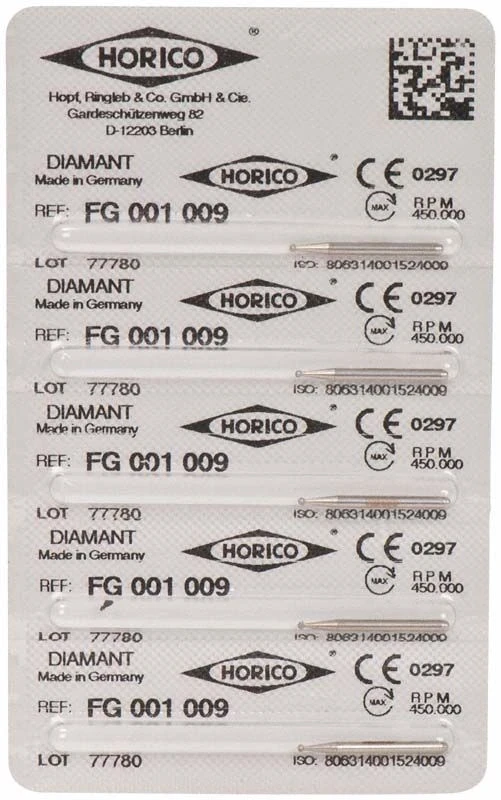 HORICO ®
Hopf, Ringleb & Co. GmbH & Cie.
Gardeschützenweg 82
D-12203 Berlin
DIAMANT HORICO ® CE 0297
Made in Germany
REF: FG 001 009 MAX RPM 450.000
LOT 77780 ISO: 806314001524009
DIAMANT HORICO ® CE 0297
Made in Germany
REF: FG 001 009 MAX RPM 450.000
LOT 77780 ISO: 806314001524009
DIAMANT HORICO ® CE 0297
Made in Germany
REF: FG 001 009 MAX RPM 450.000
LOT 77780 ISO: 806314001524009
DIAMANT HORICO ® CE 0297
Made in Germany
REF: FG 001 009 MAX RPM 450.000
LOT 77780 ISO: 806314001524009
DIAMANT HORICO ® CE 0297
Made in Germany
REF: FG 001 009 MAX RPM 450.000
LOT 77780 ISO: 806314001524009